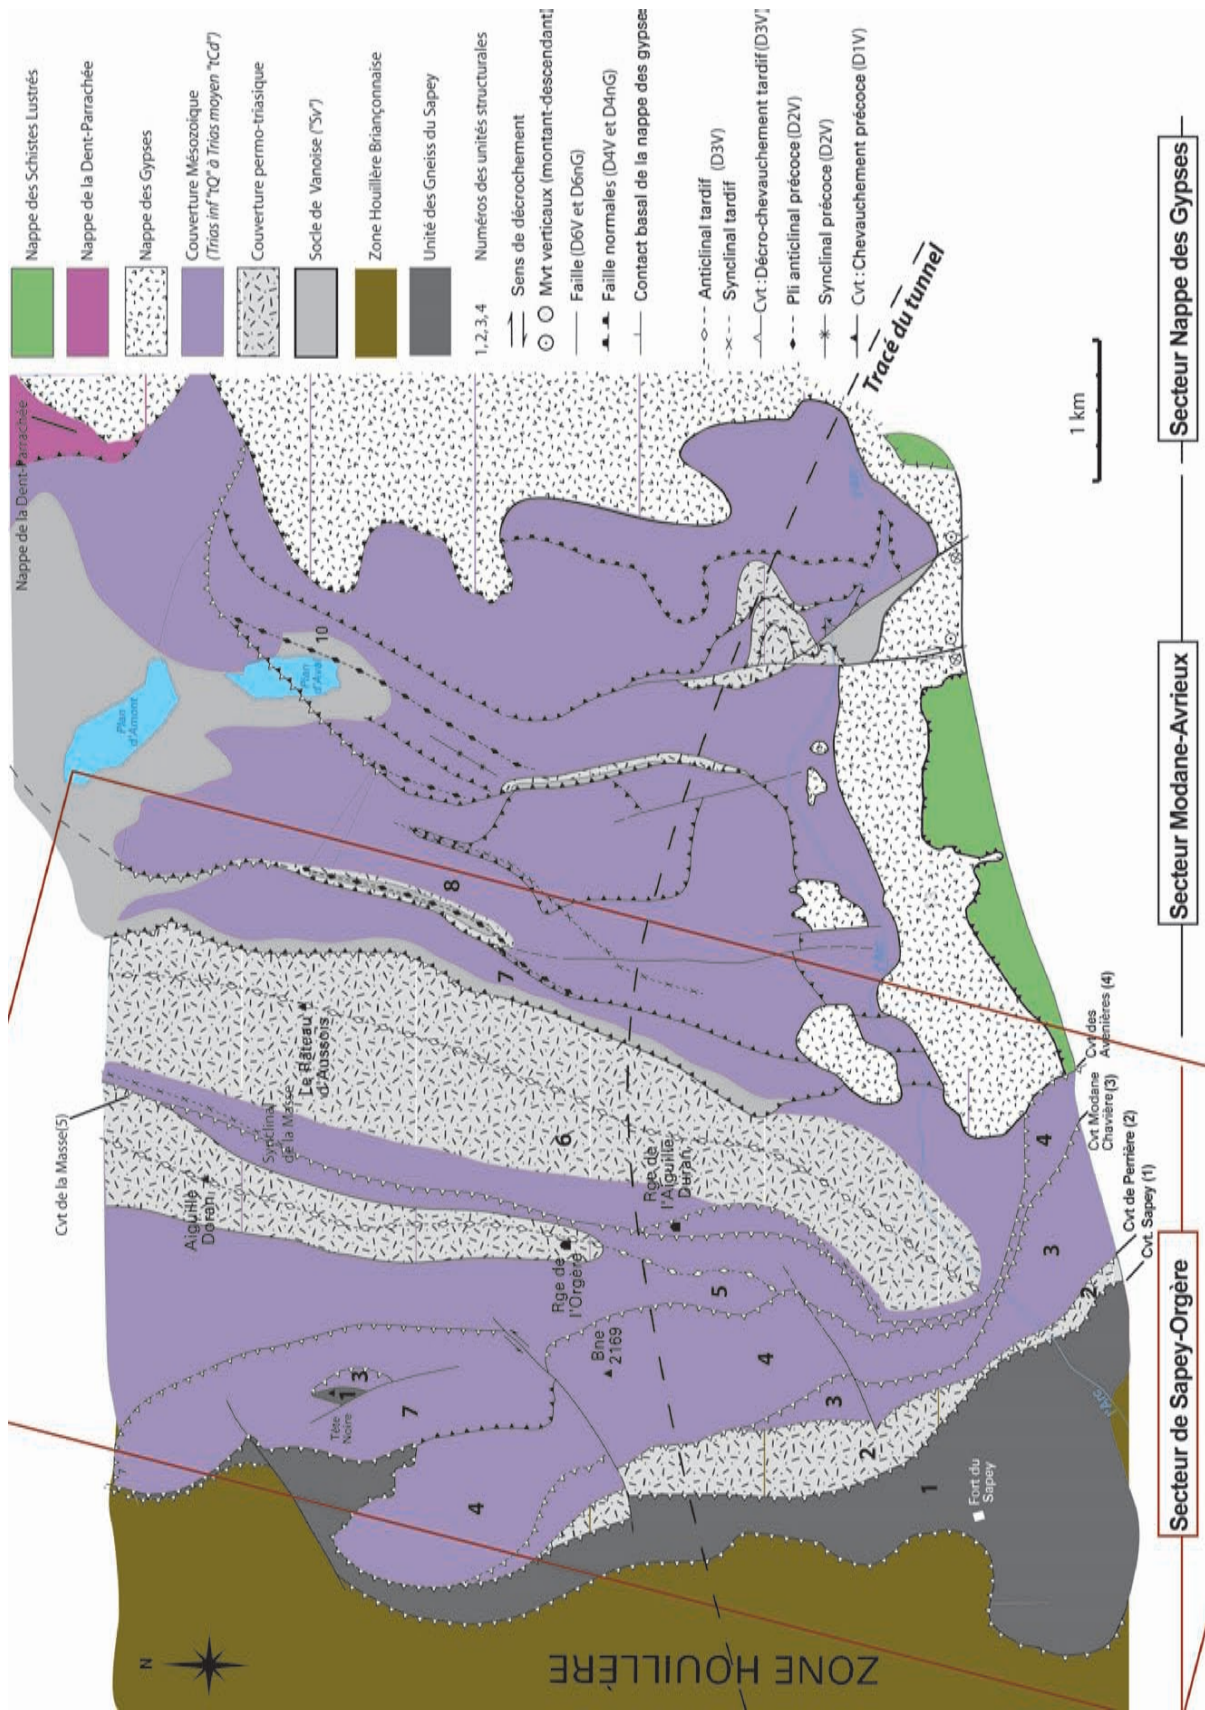 Nappe des Schistes Lustrés
Nappe de la Dent-Parrachée
Nappe des Gypses
Couverture Mésozoique
(Trias inf "tQ" à Trias moyen "tCd")
Couverture permo-triasique
Socle de Vanoise ("Sv")
Zone Houillère Briançonnaise
Unité des Gneiss du Sapey
1, 2, 3, 4 Numéros des unités structurales
Sens de décrochement
Mvt verticaux (montant-descendant)
Faille (D6V et D6nG)
Faille normales (D4V et D4nG)
Contact basal de la nappe des gypses
Anticlinal tardif
(D3V)
Synclinal tardif
Cvt : Décro-chevauchement tardif (D3V)
Pli anticlinal précoce (D2V)
Synclinal précoce (D2V)
Cvt : Chevauchement précoce (D1V)
Tracé du tunnel
1 km
Nappe de la Dent-Parrachée
Plan
d'Amont
Plan
d'Aval
10
8
7
Le Râteau
d'Aussois
6
Synclinal
de la Masse
Cvt de la Masse (5)
Aiguille
Doran
Rge de
l'Orgère
Rge de
l'Aiguille
Duran
5
Bne
2169
4
3
2
1
Tête
Noire
1
3
7
4
Fort du
Sapey
l'Arc
l'Arc
4
3
2
Cvt des
Avenières (4)
Cvt Modane
Chavière (3)
Cvt de Perrière (2)
Cvt. Sapey (1)
N
ZONE HOUILLÈRE
Secteur de Sapey-Orgère
Secteur Modane-Avrieux
Secteur Nappe des Gypses